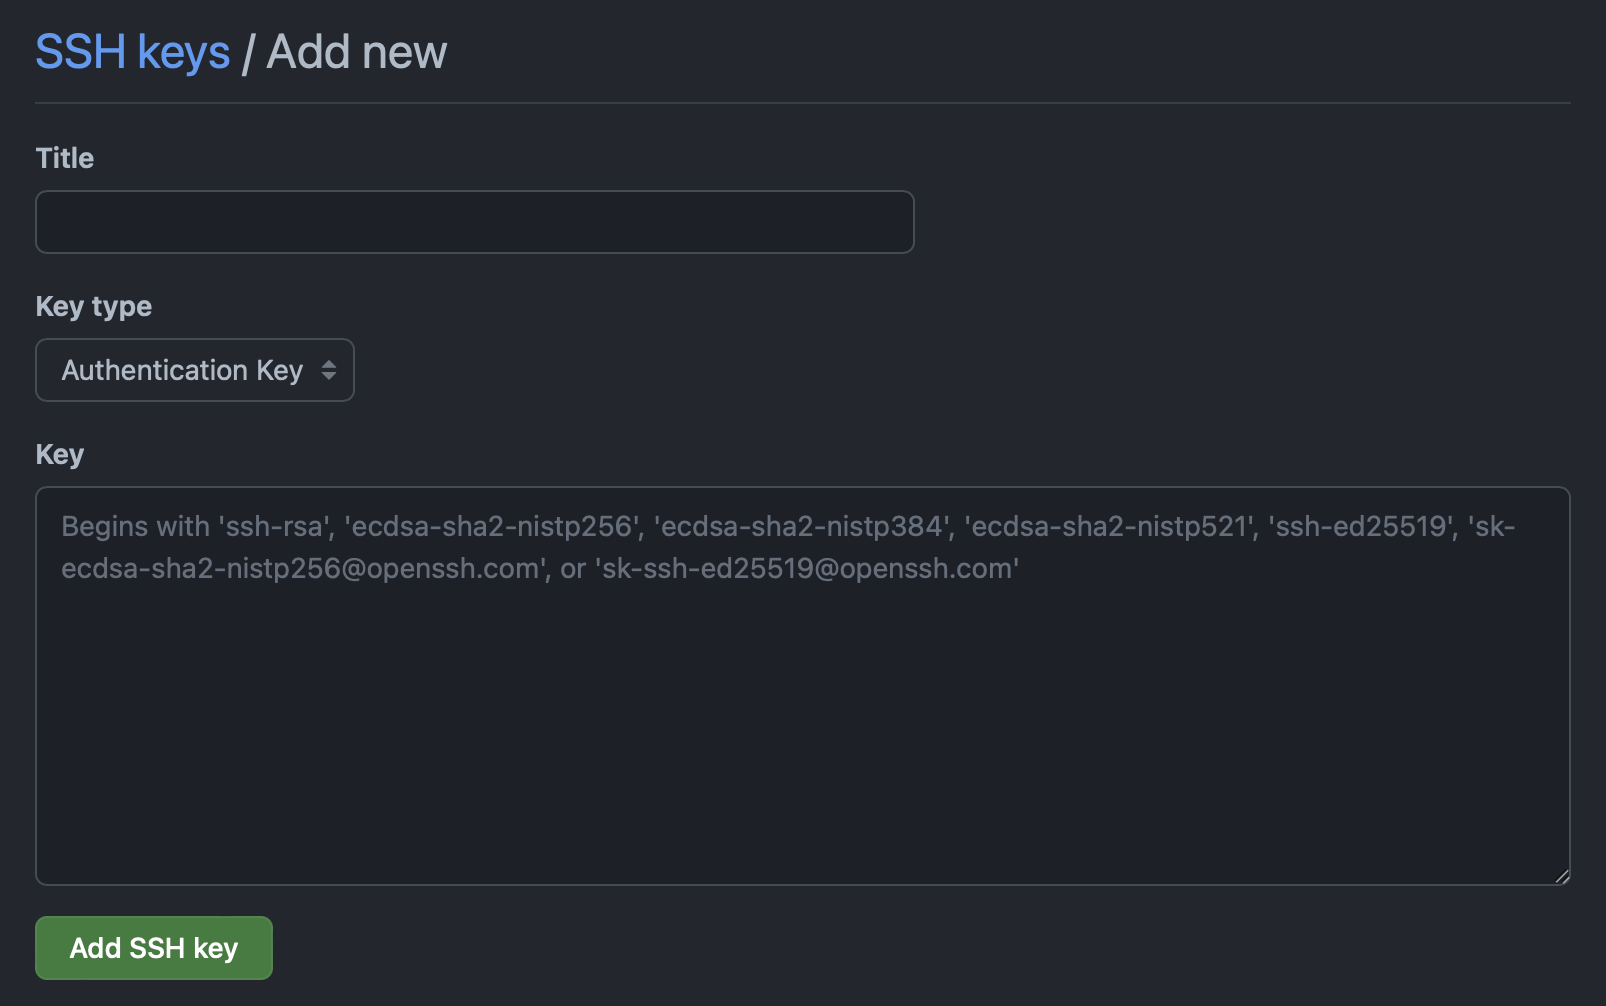 SSH keys / Add new
Title
Key type
Authentication Key
Key
Begins with 'ssh-rsa', 'ecdsa-sha2-nistp256', 'ecdsa-sha2-nistp384', 'ecdsa-sha2-nistp521', 'ssh-ed25519', 'sk-
ecdsa-sha2-nistp256@openssh.com', or 'sk-ssh-ed25519@openssh.com'
Add SSH key